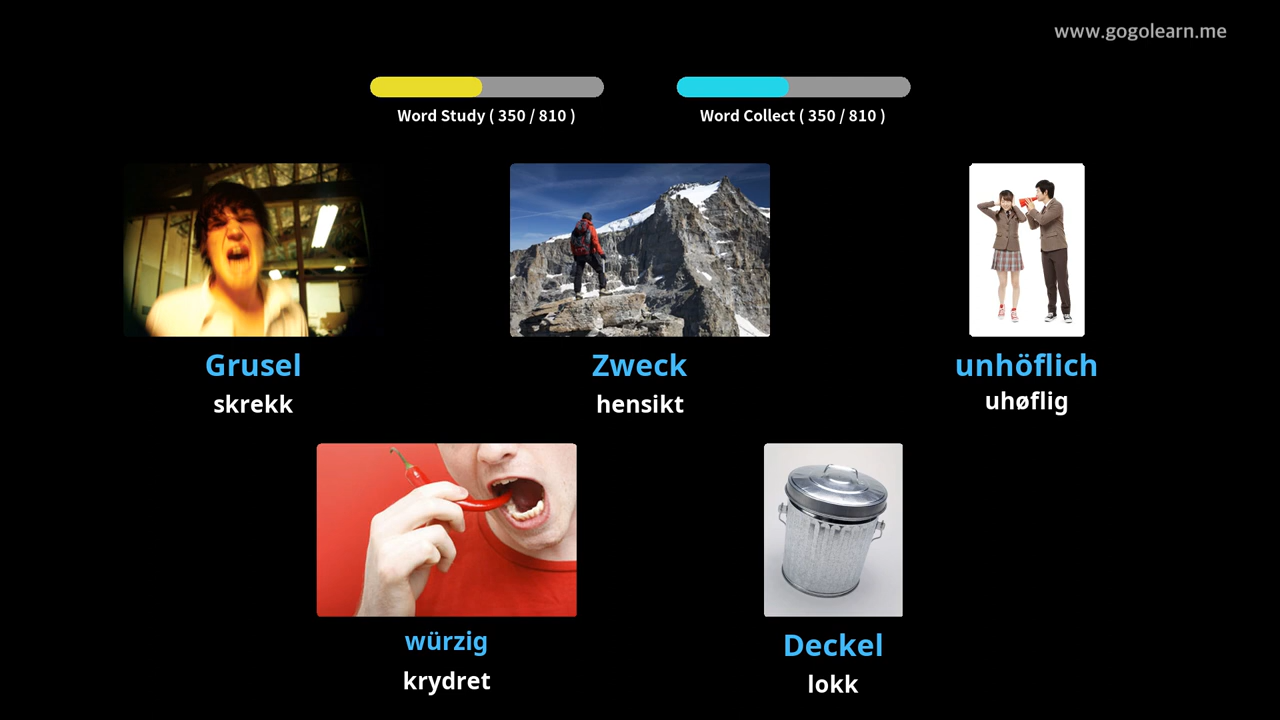 www.gogolearn.me
Word Study ( 350 / 810 )
Word Collect ( 350 / 810 )
Grusel
skrekk
Zweck
hensikt
unhöflich
uhøflig
würzig
krydret
Deckel
lokk